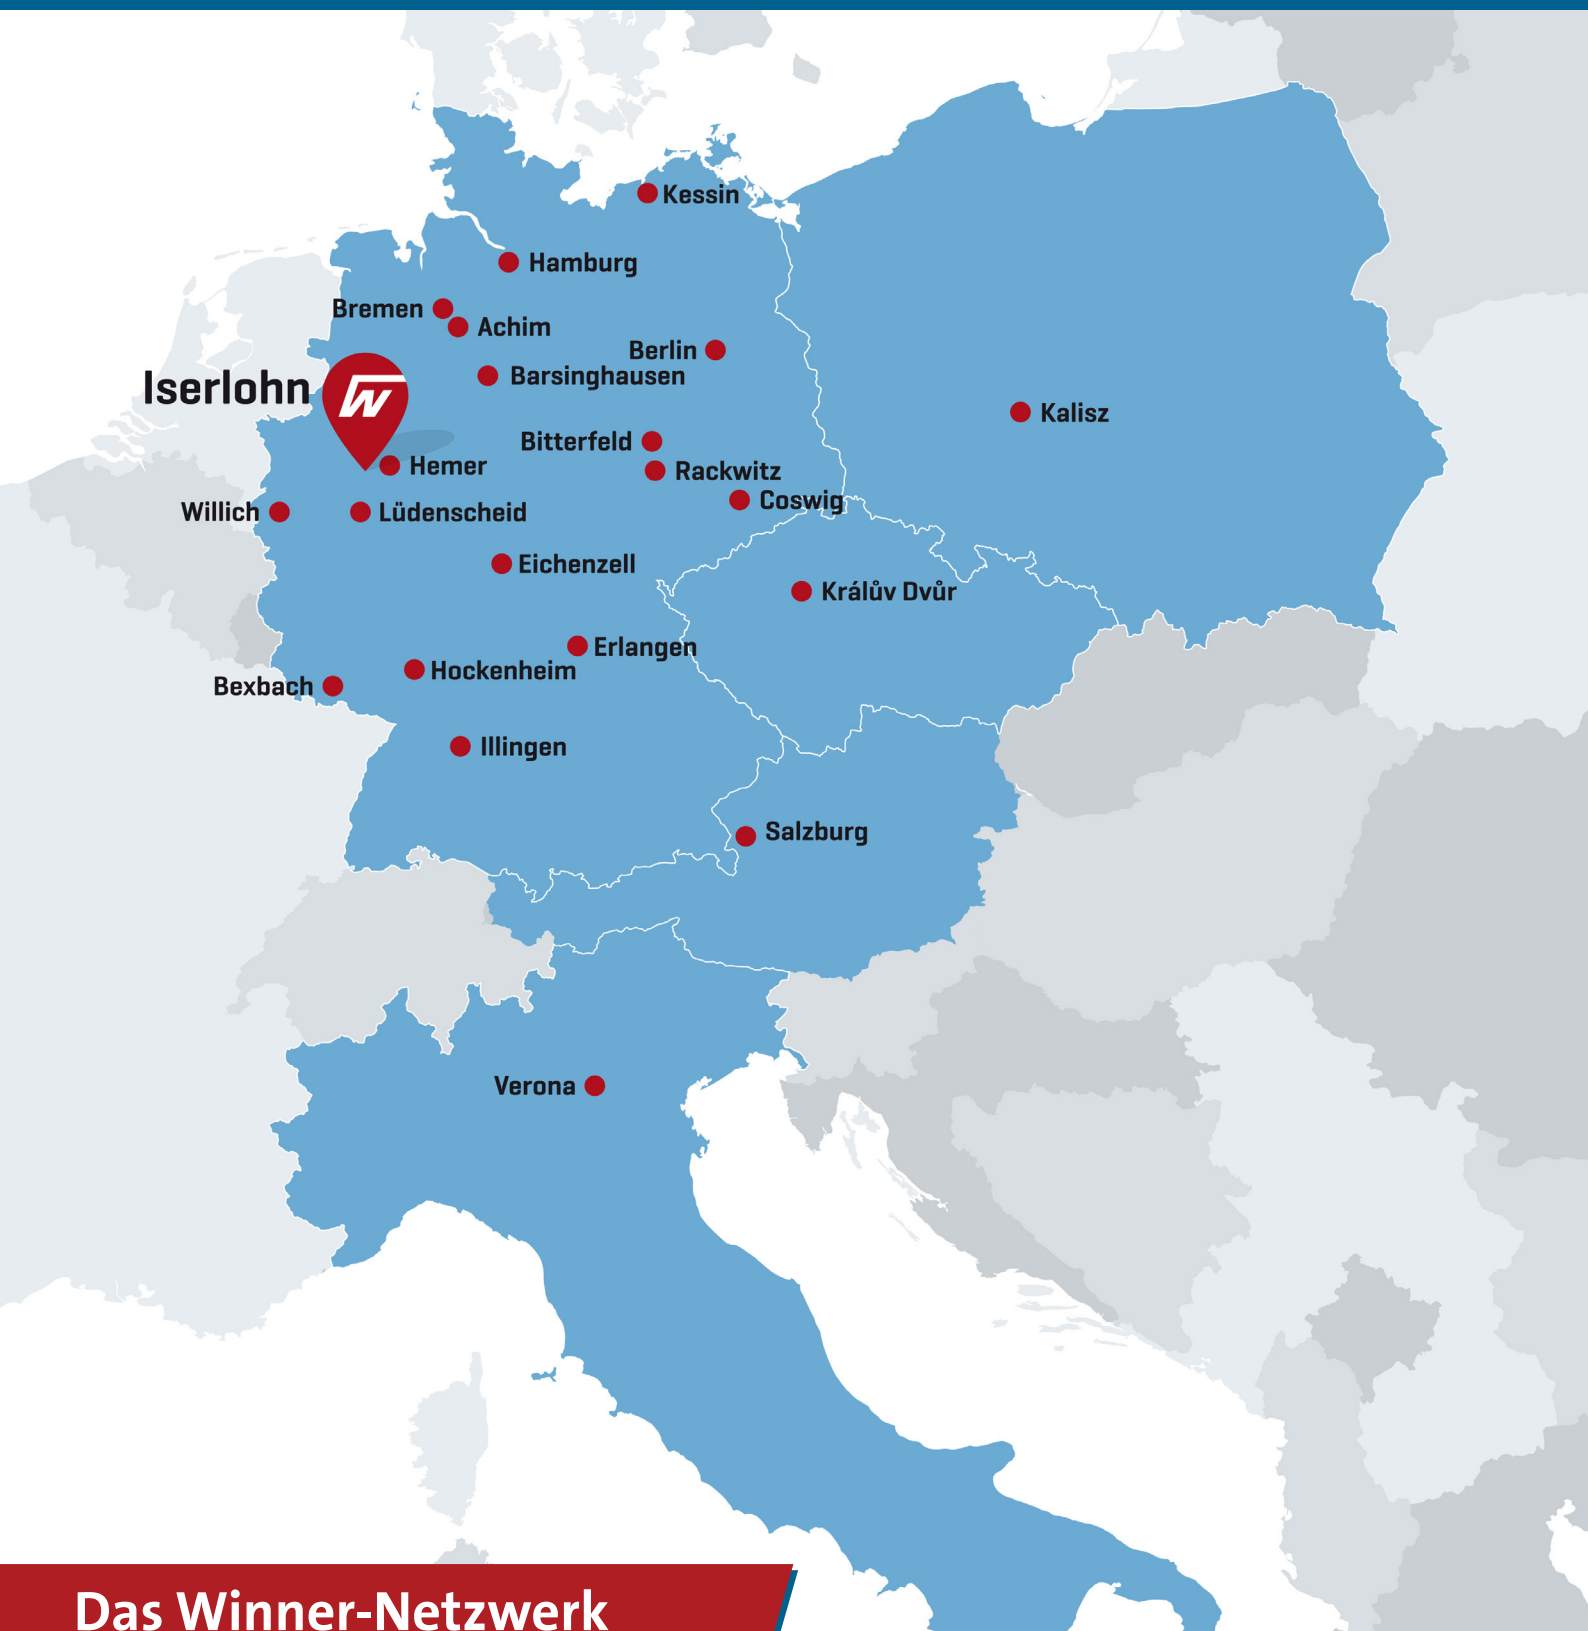 Kessin
Hamburg
Bremen
Achim
Berlin
Barsinghausen
Iserlohn
W
Kalisz
Bitterfeld
Hemer
Rackwitz
Coswig
Willich
Lüdenscheid
Eichenzell
Králův Dvůr
Erlangen
Hockenheim
Bexbach
Illingen
Salzburg
Verona
Das Winner-Netzwerk